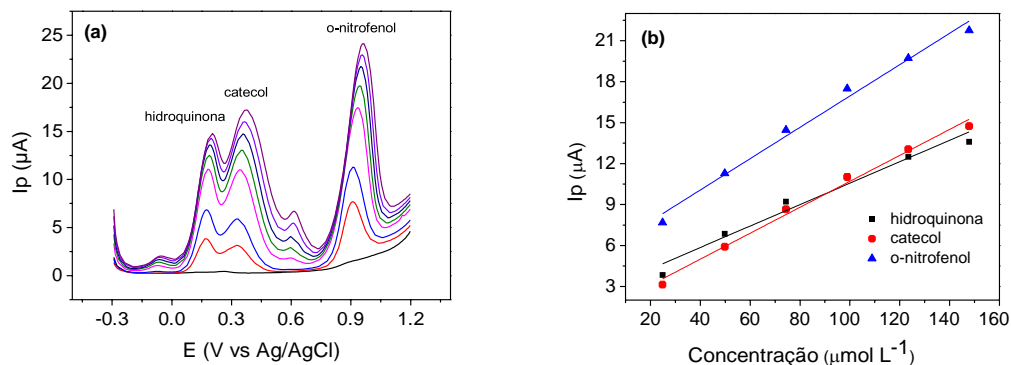 (a)
o-nitrofenol
catecol
hidroquinona
25
20
15
10
5
0
Ip (µA)
-0.3 0.0 0.3 0.6 0.9 1.2
E (V vs Ag/AgCl)
(b)
21
18
15
12
9
6
3
Ip (µA)
hidroquinona
catecol
o-nitrofenol
20 40 60 80 100 120 140 160
Concentração (µmol L⁻¹)